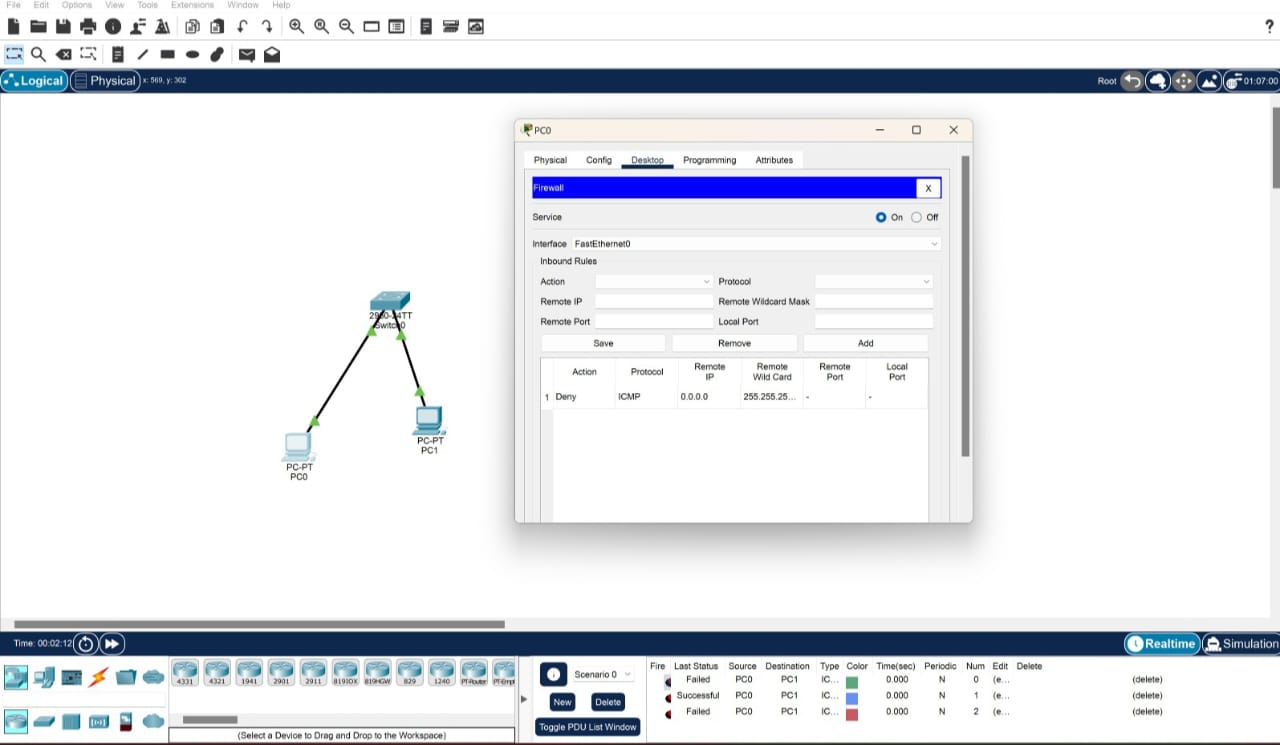 File Edit Options View Tools Extensions Window Help
?
Logical Physical x: 569, y: 302 Root 01:07:00
PC0
Physical Config Desktop Programming Attributes
Firewall X
Service On Off
Interface FastEthernet0
Inbound Rules
Action Protocol
Remote IP Remote Wildcard Mask
Remote Port Local Port
Save Remove Add
Action Protocol Remote IP Remote Wild Card Remote Port Local Port
1 Deny ICMP 0.0.0.0 255.255.25... - -
Switch0
PC-PT
PC1
PC-PT
PC0
Time: 00:02:12 Realtime Simulation
4331 4321 1941 2901 2911 819IOX 819HGW 829 1240 PT-Router PT-Empt
(Select a Device to Drag and Drop to the Workspace)
Scenario 0
New Delete
Toggle PDU List Window
Fire Last Status Source Destination Type Color Time(sec) Periodic Num Edit Delete
Failed PC0 PC1 IC... 0.000 N 0 (e... (delete)
Successful PC0 PC1 IC... 0.000 N 1 (e... (delete)
Failed PC0 PC1 IC... 0.000 N 2 (e... (delete)